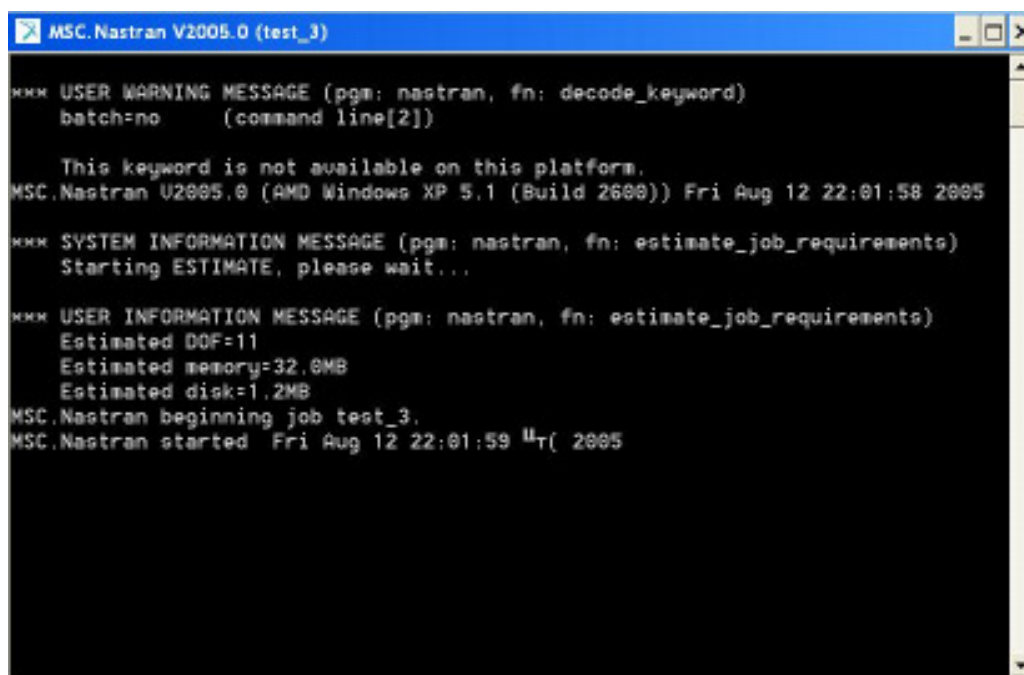 MSC.Nastran V2005.0 (test_3)
*** USER WARNING MESSAGE (pgm: nastran, fn: decode_keyword)
batch=no (command line[2])
This keyword is not available on this platform.
MSC.Nastran V2005.0 (AMD Windows XP 5.1 (Build 2600)) Fri Aug 12 22:01:58 2005
*** SYSTEM INFORMATION MESSAGE (pgm: nastran, fn: estimate_job_requirements)
Starting ESTIMATE, please wait...
*** USER INFORMATION MESSAGE (pgm: nastran, fn: estimate_job_requirements)
Estimated DOF=11
Estimated memory=32.0MB
Estimated disk=1.2MB
MSC.Nastran beginning job test_3.
MSC.Nastran started Fri Aug 12 22:01:59 2005